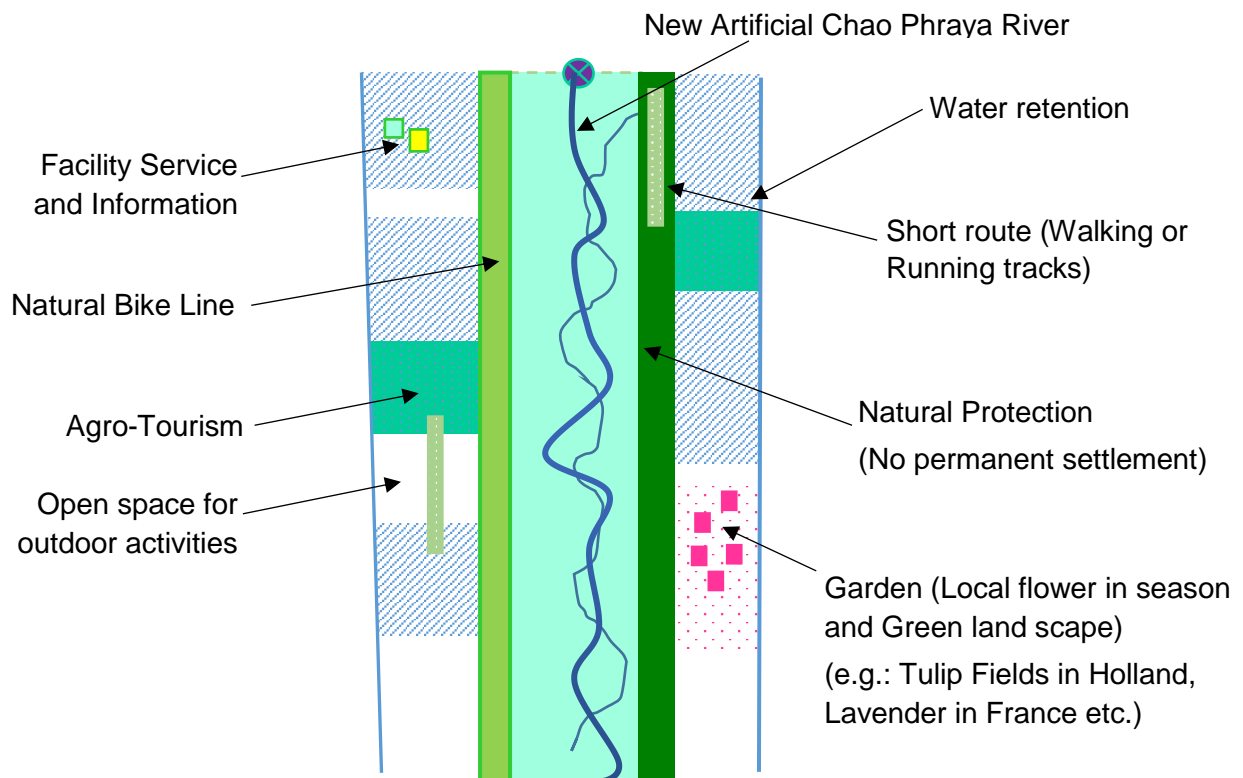 New Artificial Chao Phraya River
Water retention
Facility Service
and Information
Short route (Walking or
Running tracks)
Natural Bike Line
Natural Protection
(No permanent settlement)
Agro-Tourism
Open space for
outdoor activities
Garden (Local flower in season
and Green land scape)
(e.g.: Tulip Fields in Holland,
Lavender in France etc.)